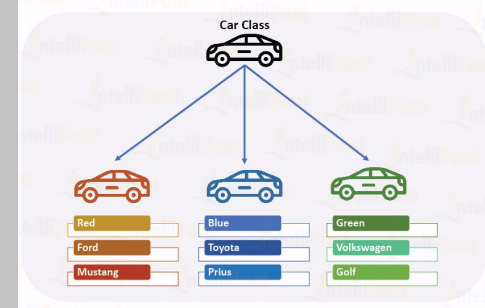 Car Class
Red
Blue
Green
Ford
Toyota
Volkswagen
Mustang
Prius
Golf